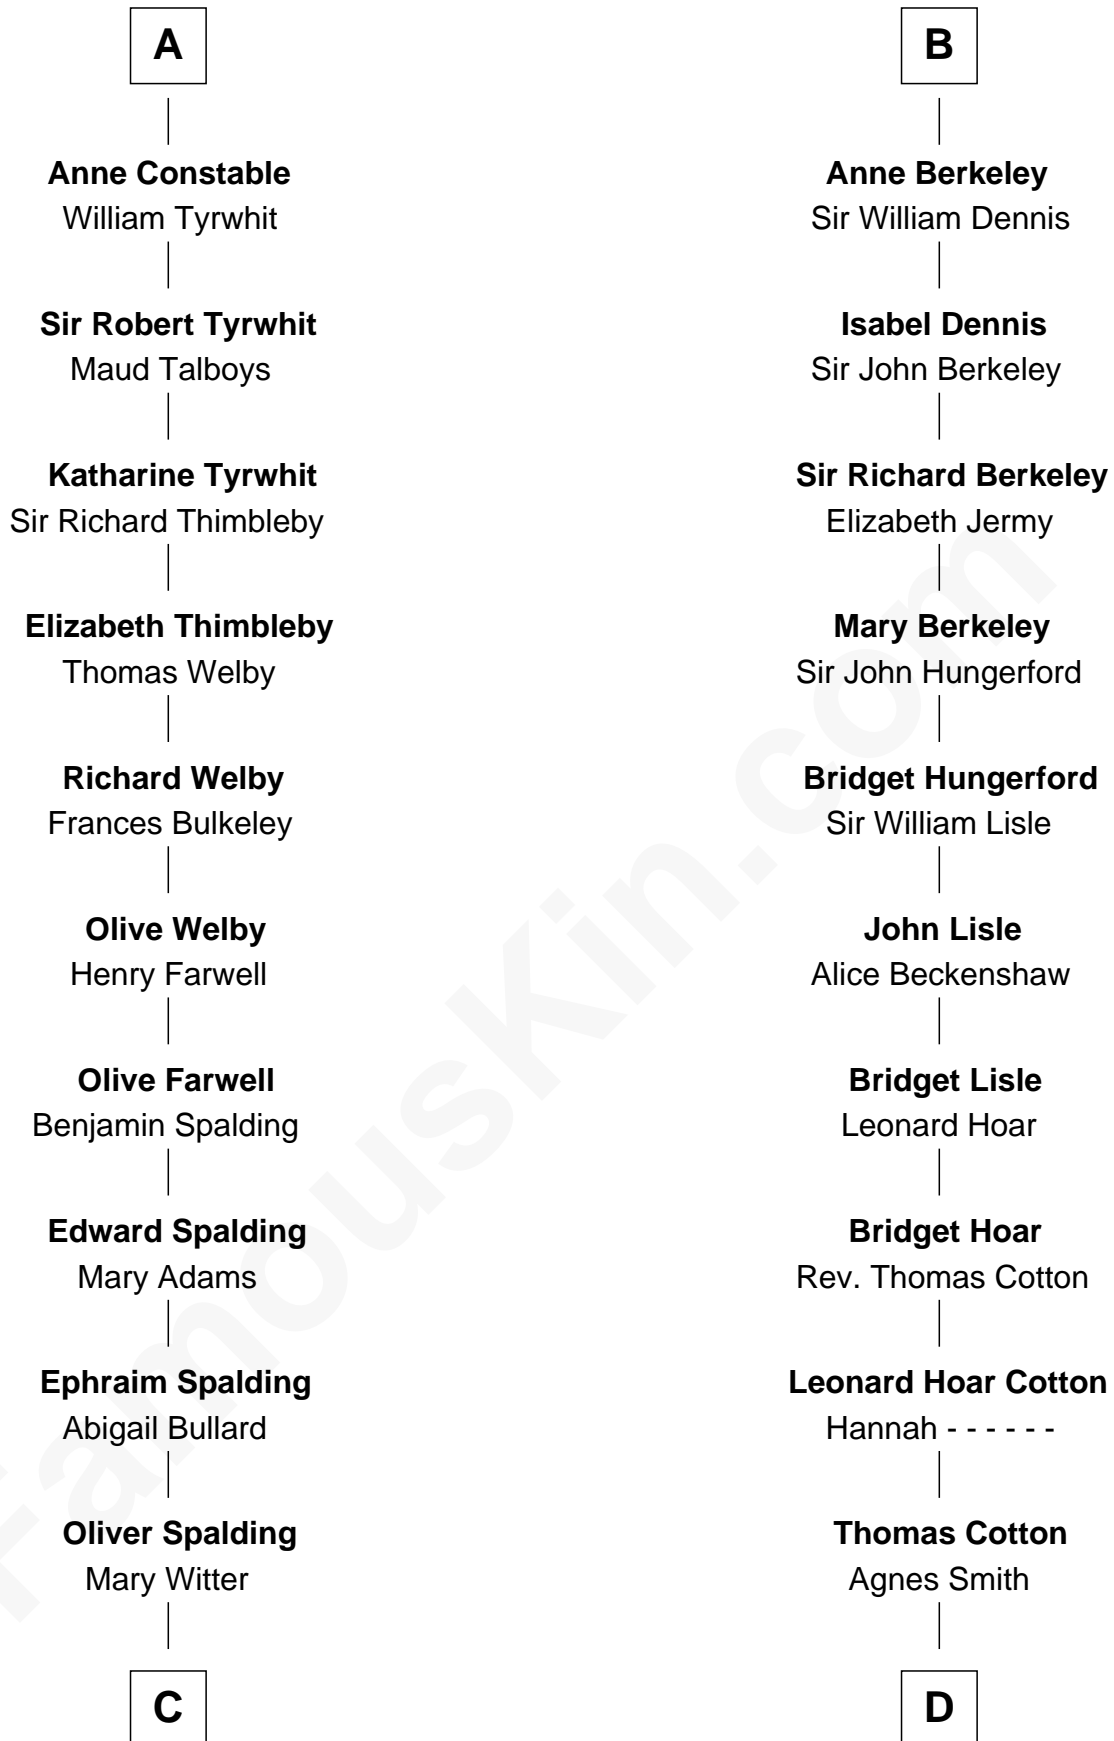 A
Anne Constable
William Tyrwhit
Sir Robert Tyrwhit
Maud Talboys
Katharine Tyrwhit
Sir Richard Thimbleby
Elizabeth Thimbleby
Thomas Welby
Richard Welby
Frances Bulkeley
Olive Welby
Henry Farwell
Olive Farwell
Benjamin Spalding
Edward Spalding
Mary Adams
Ephraim Spalding
Abigail Bullard
Oliver Spalding
Mary Witter
C
B
Anne Berkeley
Sir William Dennis
Isabel Dennis
Sir John Berkeley
Sir Richard Berkeley
Elizabeth Jermy
Mary Berkeley
Sir John Hungerford
Bridget Hungerford
Sir William Lisle
John Lisle
Alice Beckenshaw
Bridget Lisle
Leonard Hoar
Bridget Hoar
Rev. Thomas Cotton
Leonard Hoar Cotton
Hannah - - - - - -
Thomas Cotton
Agnes Smith
D
FamousKin.com